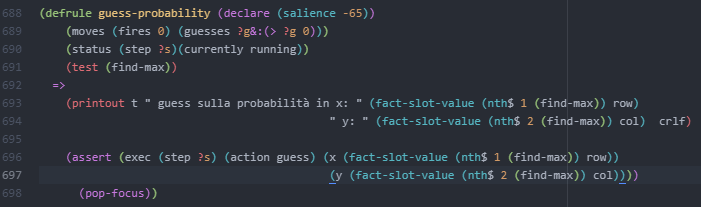 688 (defrule guess-probability (declare (salience -65))
689 (moves (fires 0) (guesses ?g&:(> ?g 0)))
690 (status (step ?s)(currently running))
691 (test (find-max))
692 =>
693 (printout t " guess sulla probabilità in x: " (fact-slot-value (nth$ 1 (find-max)) row)
694 " y: " (fact-slot-value (nth$ 2 (find-max)) col)  crlf)
695
696 (assert (exec (step ?s) (action guess) (x (fact-slot-value (nth$ 1 (find-max)) row))
697 (y (fact-slot-value (nth$ 2 (find-max)) col))))
698 (pop-focus))